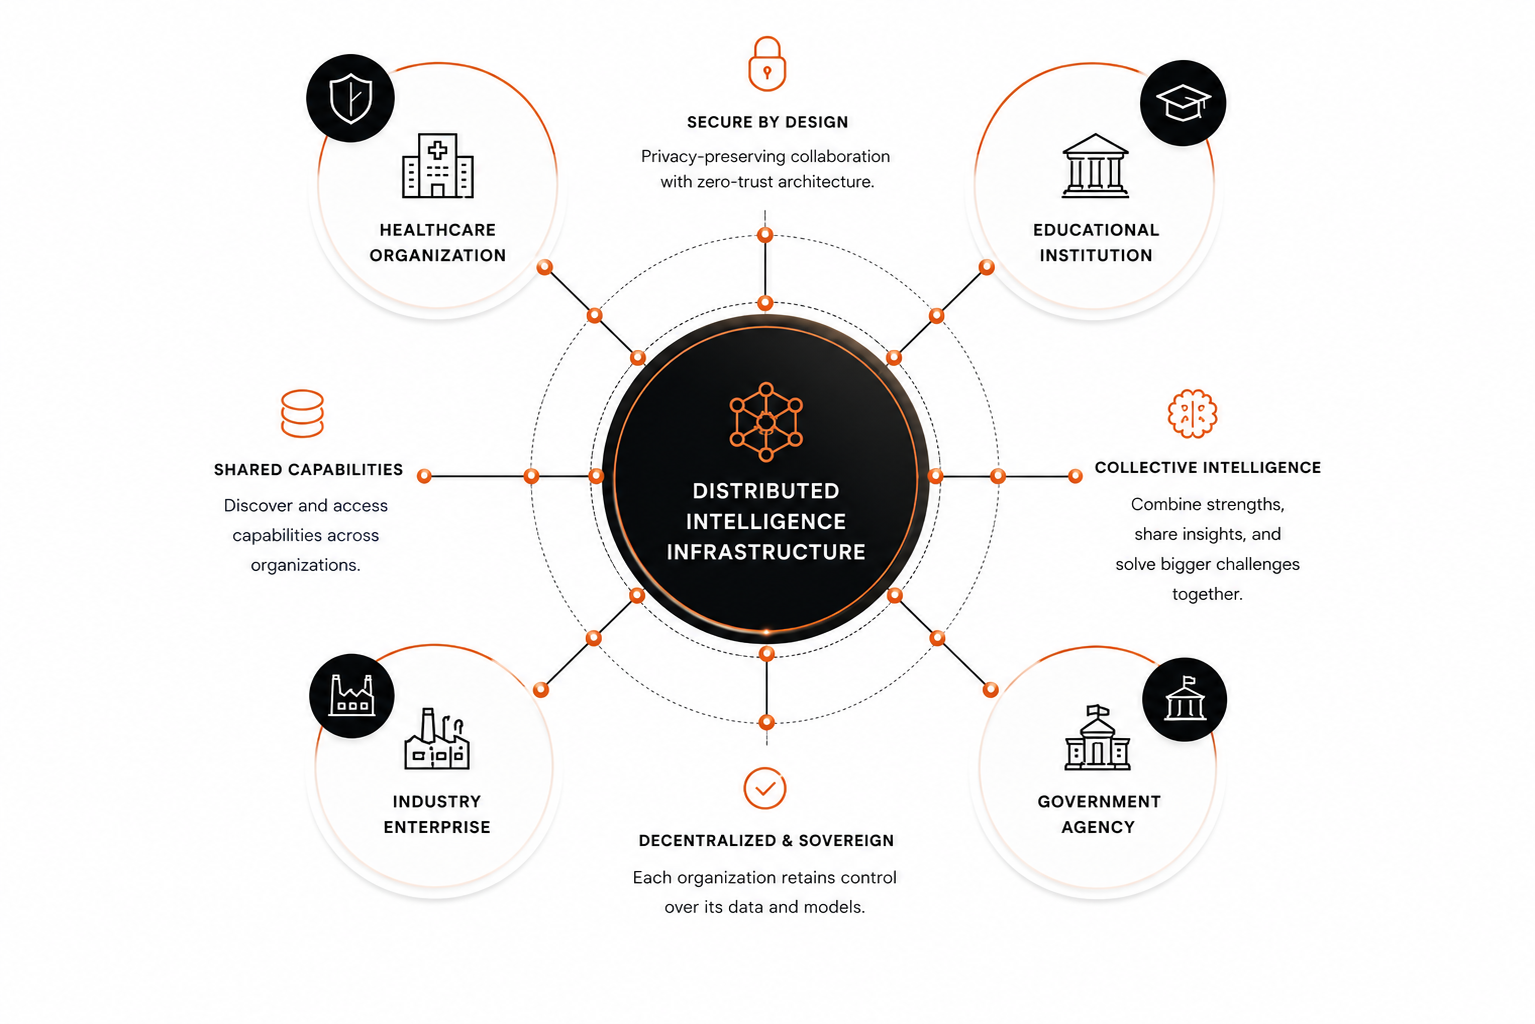 SECURE BY DESIGN
Privacy-preserving collaboration
with zero-trust architecture.
HEALTHCARE
ORGANIZATION
EDUCATIONAL
INSTITUTION
SHARED CAPABILITIES
Discover and access
capabilities across
organizations.
DISTRIBUTED
INTELLIGENCE
INFRASTRUCTURE
COLLECTIVE INTELLIGENCE
Combine strengths,
share insights, and
solve bigger challenges
together.
INDUSTRY
ENTERPRISE
GOVERNMENT
AGENCY
DECENTRALIZED & SOVEREIGN
Each organization retains control
over its data and models.